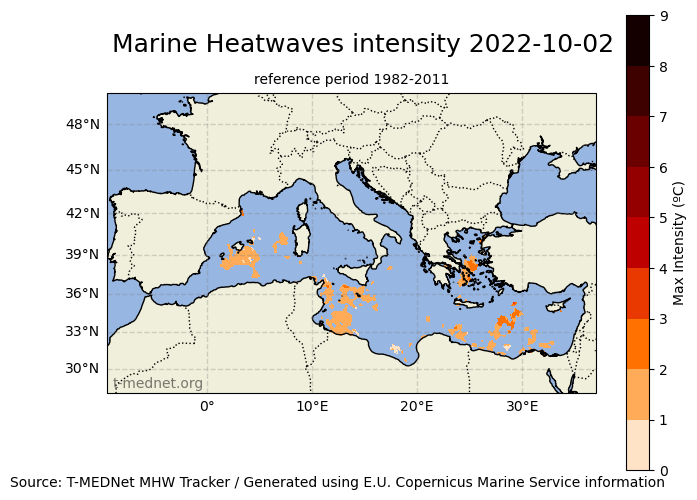 Marine Heatwaves intensity 2022-10-02
reference period 1982-2011
48°N
45°N
42°N
39°N
36°N
33°N
30°N
0°
10°E
20°E
30°E
t-mednet.org
9
8
7
6
5
4
3
2
1
0
Max Intensity (ºC)
Source: T-MEDNet MHW Tracker / Generated using E.U. Copernicus Marine Service information